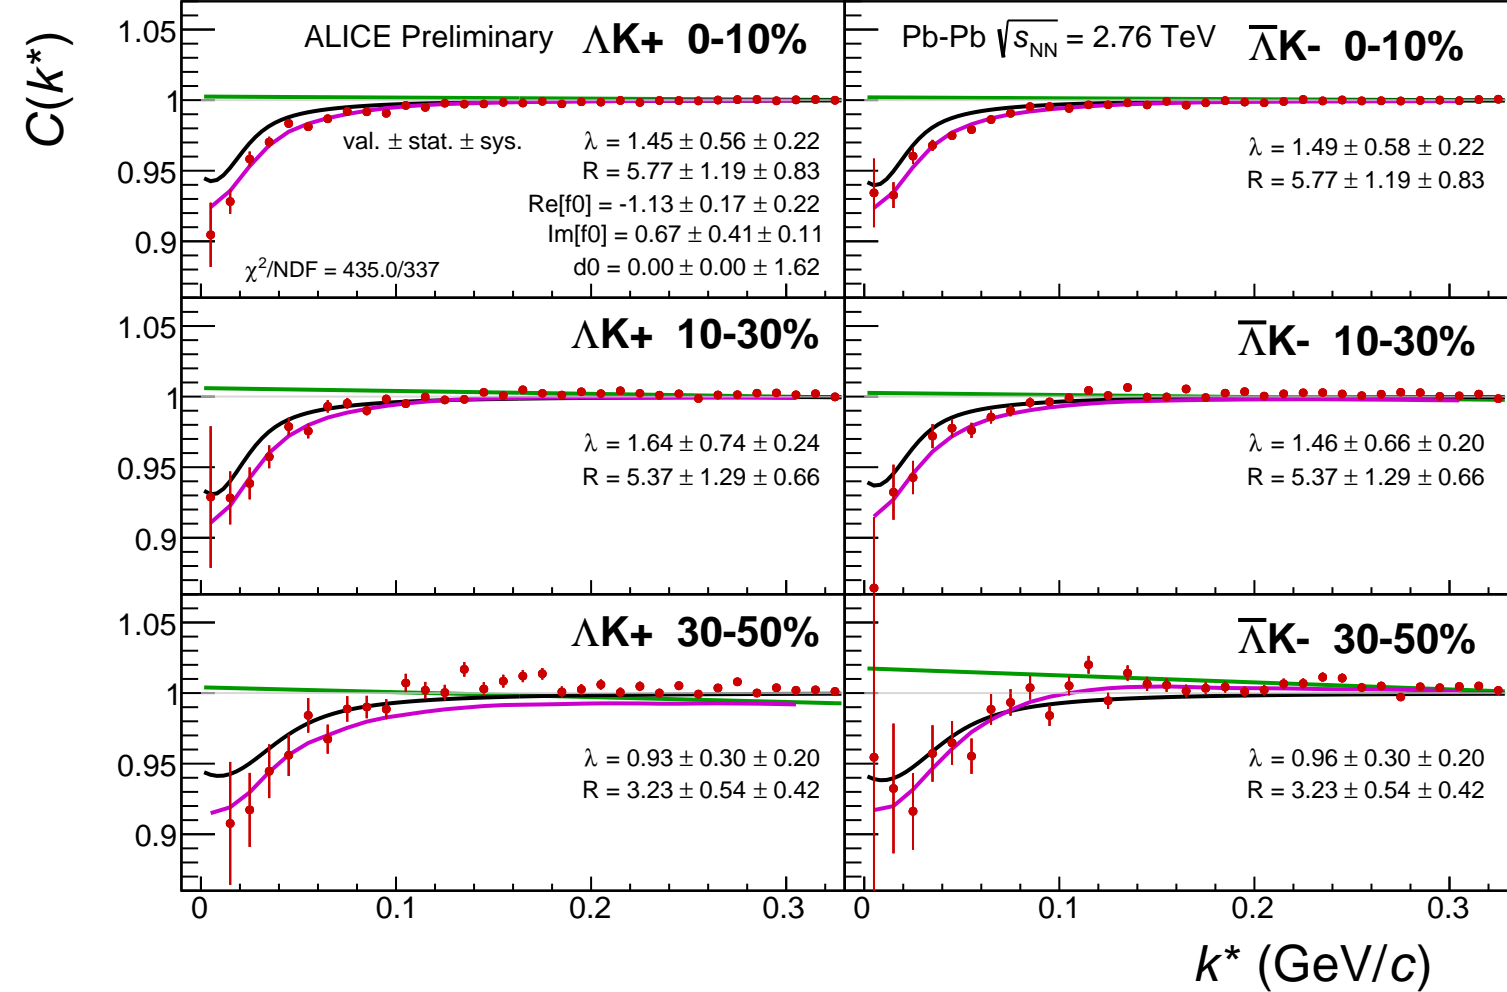 C(k*)
ALICE Preliminary ΛK+ 0-10%
val. ± stat. ± sys.
λ = 1.45 ± 0.56 ± 0.22
R = 5.77 ± 1.19 ± 0.83
Re[f0] = -1.13 ± 0.17 ± 0.22
Im[f0] = 0.67 ± 0.41 ± 0.11
d0 = 0.00 ± 0.00 ± 1.62
χ²/NDF = 435.0/337
1.05
1
0.95
0.9
Pb-Pb √sNN = 2.76 TeV Λ̅K- 0-10%
λ = 1.49 ± 0.58 ± 0.22
R = 5.77 ± 1.19 ± 0.83
ΛK+ 10-30%
λ = 1.64 ± 0.74 ± 0.24
R = 5.37 ± 1.29 ± 0.66
1.05
1
0.95
0.9
Λ̅K- 10-30%
λ = 1.46 ± 0.66 ± 0.20
R = 5.37 ± 1.29 ± 0.66
ΛK+ 30-50%
λ = 0.93 ± 0.30 ± 0.20
R = 3.23 ± 0.54 ± 0.42
1.05
1
0.95
0.9
Λ̅K- 30-50%
λ = 0.96 ± 0.30 ± 0.20
R = 3.23 ± 0.54 ± 0.42
0 0.1 0.2 0.3 0 0.1 0.2 0.3
k* (GeV/c)